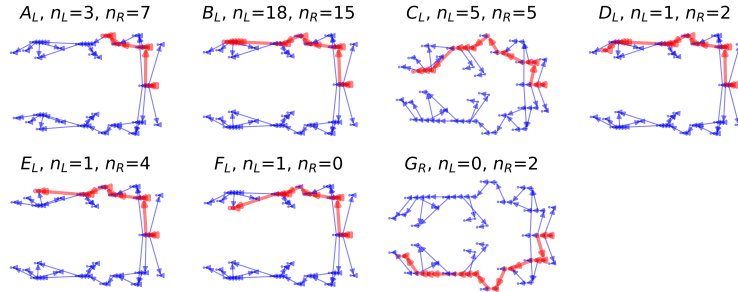 A_L, n_L=3, n_R=7
B_L, n_L=18, n_R=15
C_L, n_L=5, n_R=5
D_L, n_L=1, n_R=2
E_L, n_L=1, n_R=4
F_L, n_L=1, n_R=0
G_R, n_L=0, n_R=2